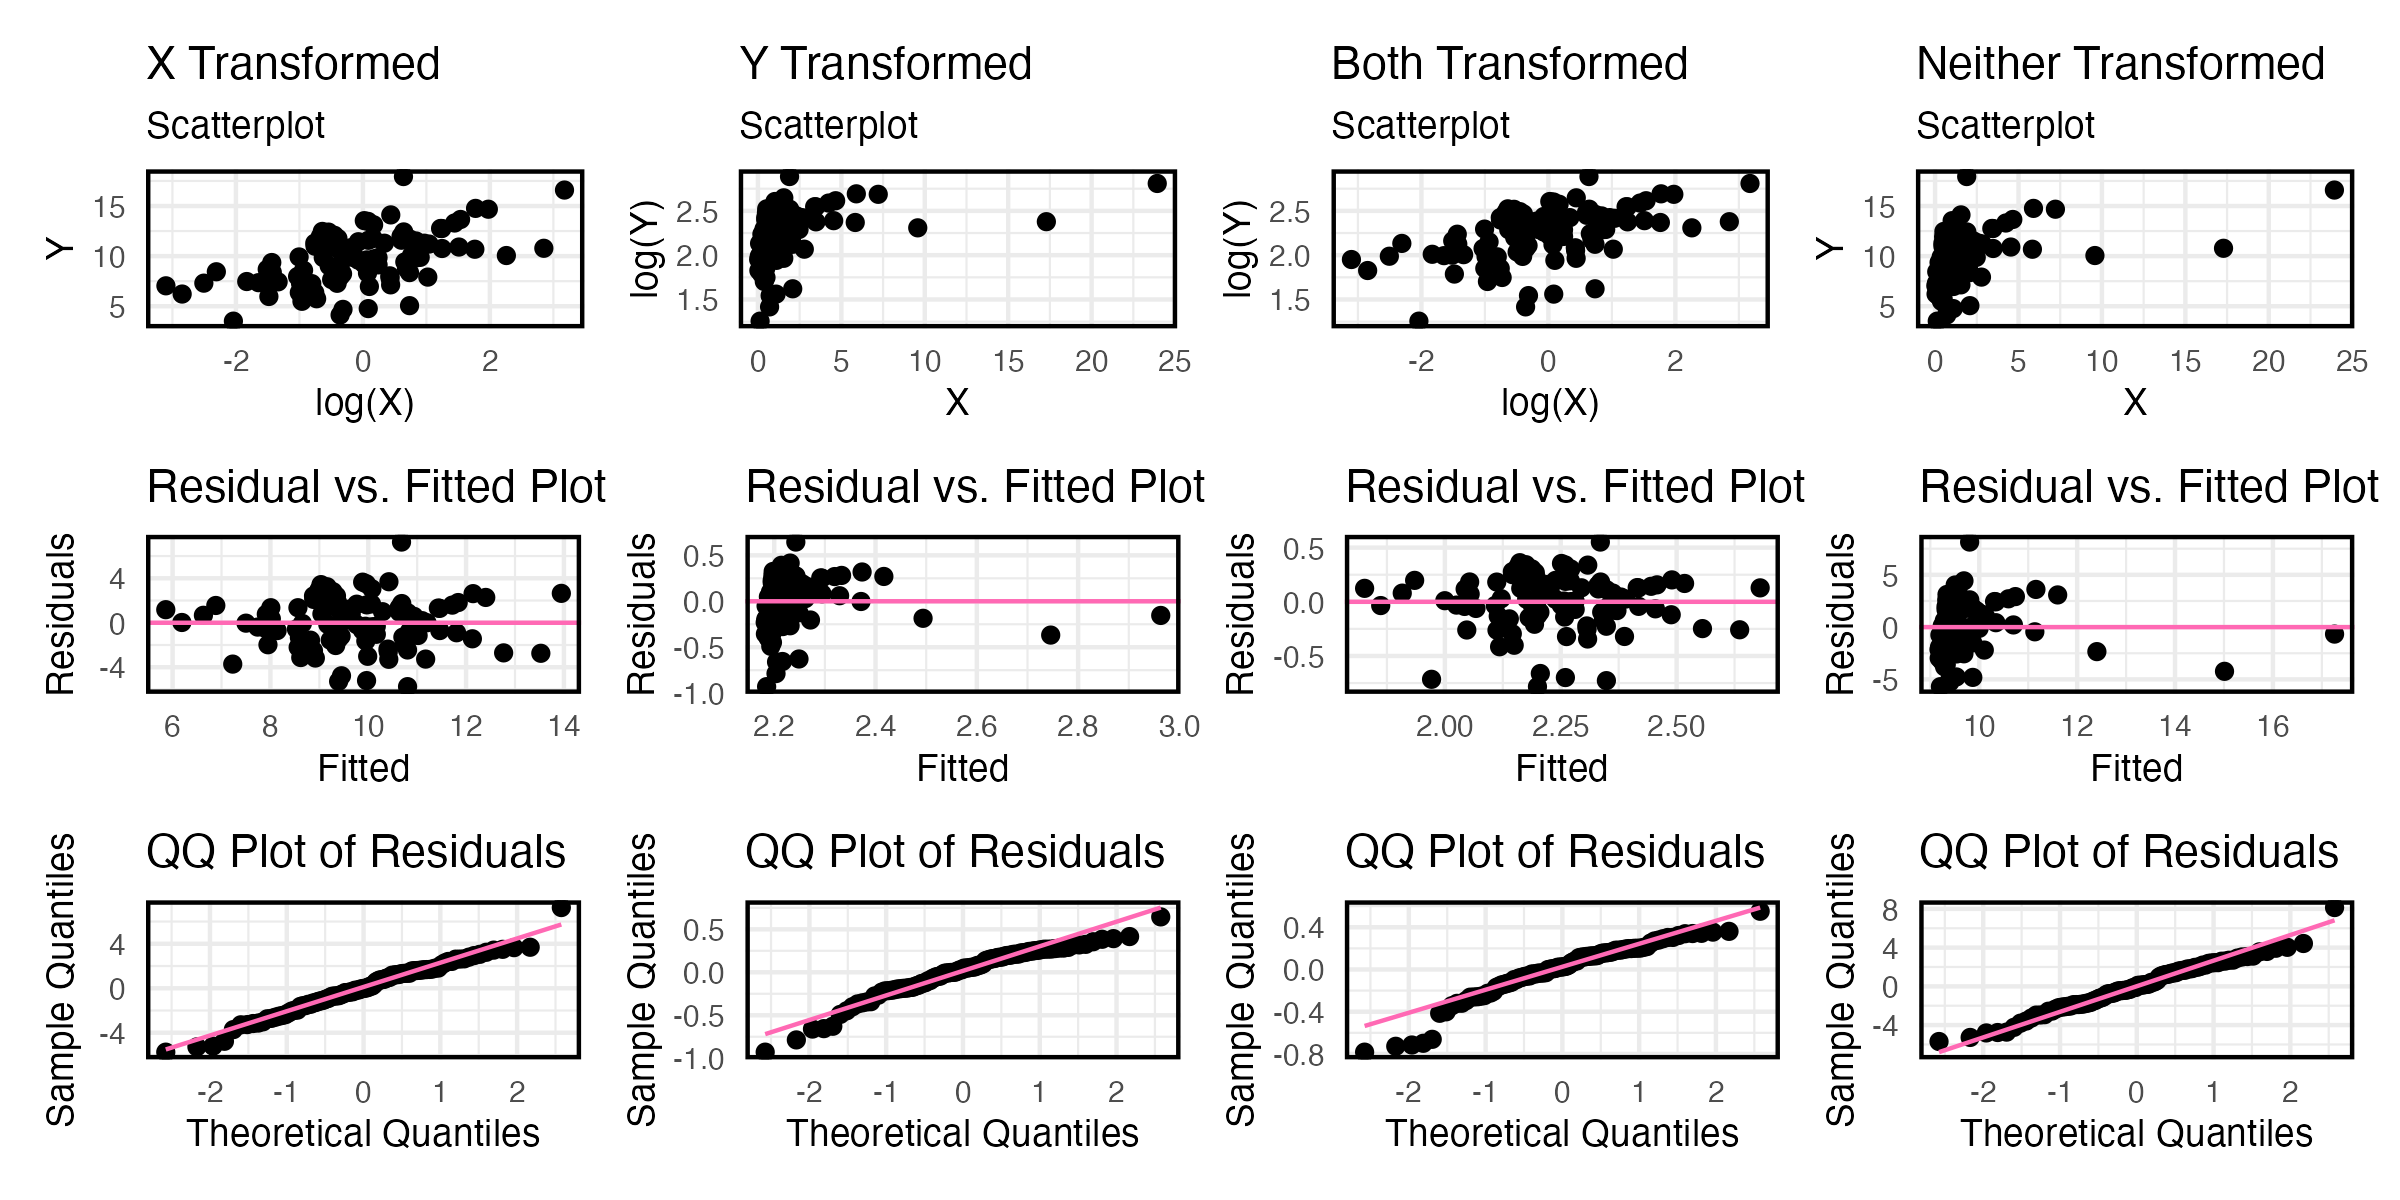 X Transformed
Y Transformed
Both Transformed
Neither Transformed
Scatterplot
Scatterplot
Scatterplot
Scatterplot
Y
15
10
5
-2 0 2
log(X)
log(Y)
2.5
2.0
1.5
0 5 10 15 20 25
X
log(Y)
2.5
2.0
1.5
-2 0 2
log(X)
Y
15
10
5
0 5 10 15 20 25
X
Residual vs. Fitted Plot
Residual vs. Fitted Plot
Residual vs. Fitted Plot
Residual vs. Fitted Plot
Residuals
4
0
-4
6 8 10 12 14
Fitted
Residuals
0.5
0.0
-0.5
-1.0
2.2 2.4 2.6 2.8 3.0
Fitted
Residuals
0.5
0.0
-0.5
2.00 2.25 2.50
Fitted
Residuals
5
0
-5
10 12 14 16
Fitted
QQ Plot of Residuals
QQ Plot of Residuals
QQ Plot of Residuals
QQ Plot of Residuals
Sample Quantiles
4
0
-4
-2 -1 0 1 2
Theoretical Quantiles
Sample Quantiles
0.5
0.0
-0.5
-1.0
-2 -1 0 1 2
Theoretical Quantiles
Sample Quantiles
0.4
0.0
-0.4
-0.8
-2 -1 0 1 2
Theoretical Quantiles
Sample Quantiles
8
4
0
-4
-2 -1 0 1 2
Theoretical Quantiles